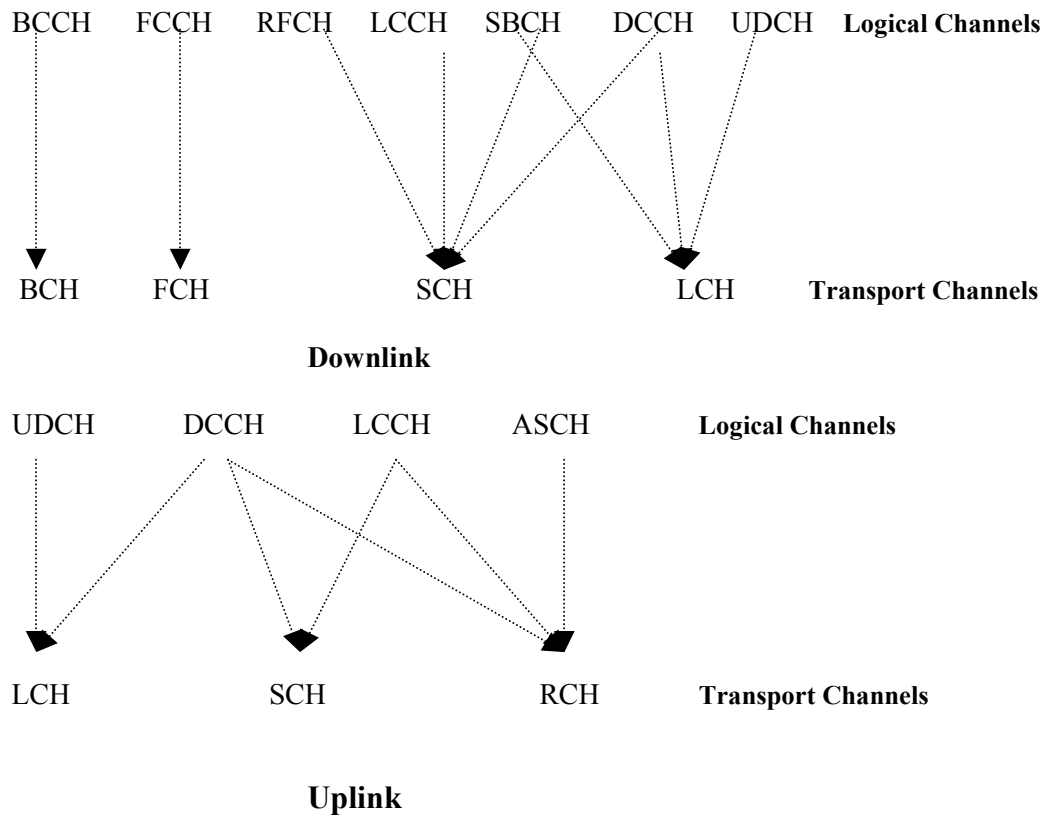 BCCH FCCH RFCH LCCH SBCH DCCH UDCH Logical Channels
BCH FCH SCH LCH Transport Channels
Downlink
UDCH DCCH LCCH ASCH Logical Channels
LCH SCH RCH Transport Channels
Uplink